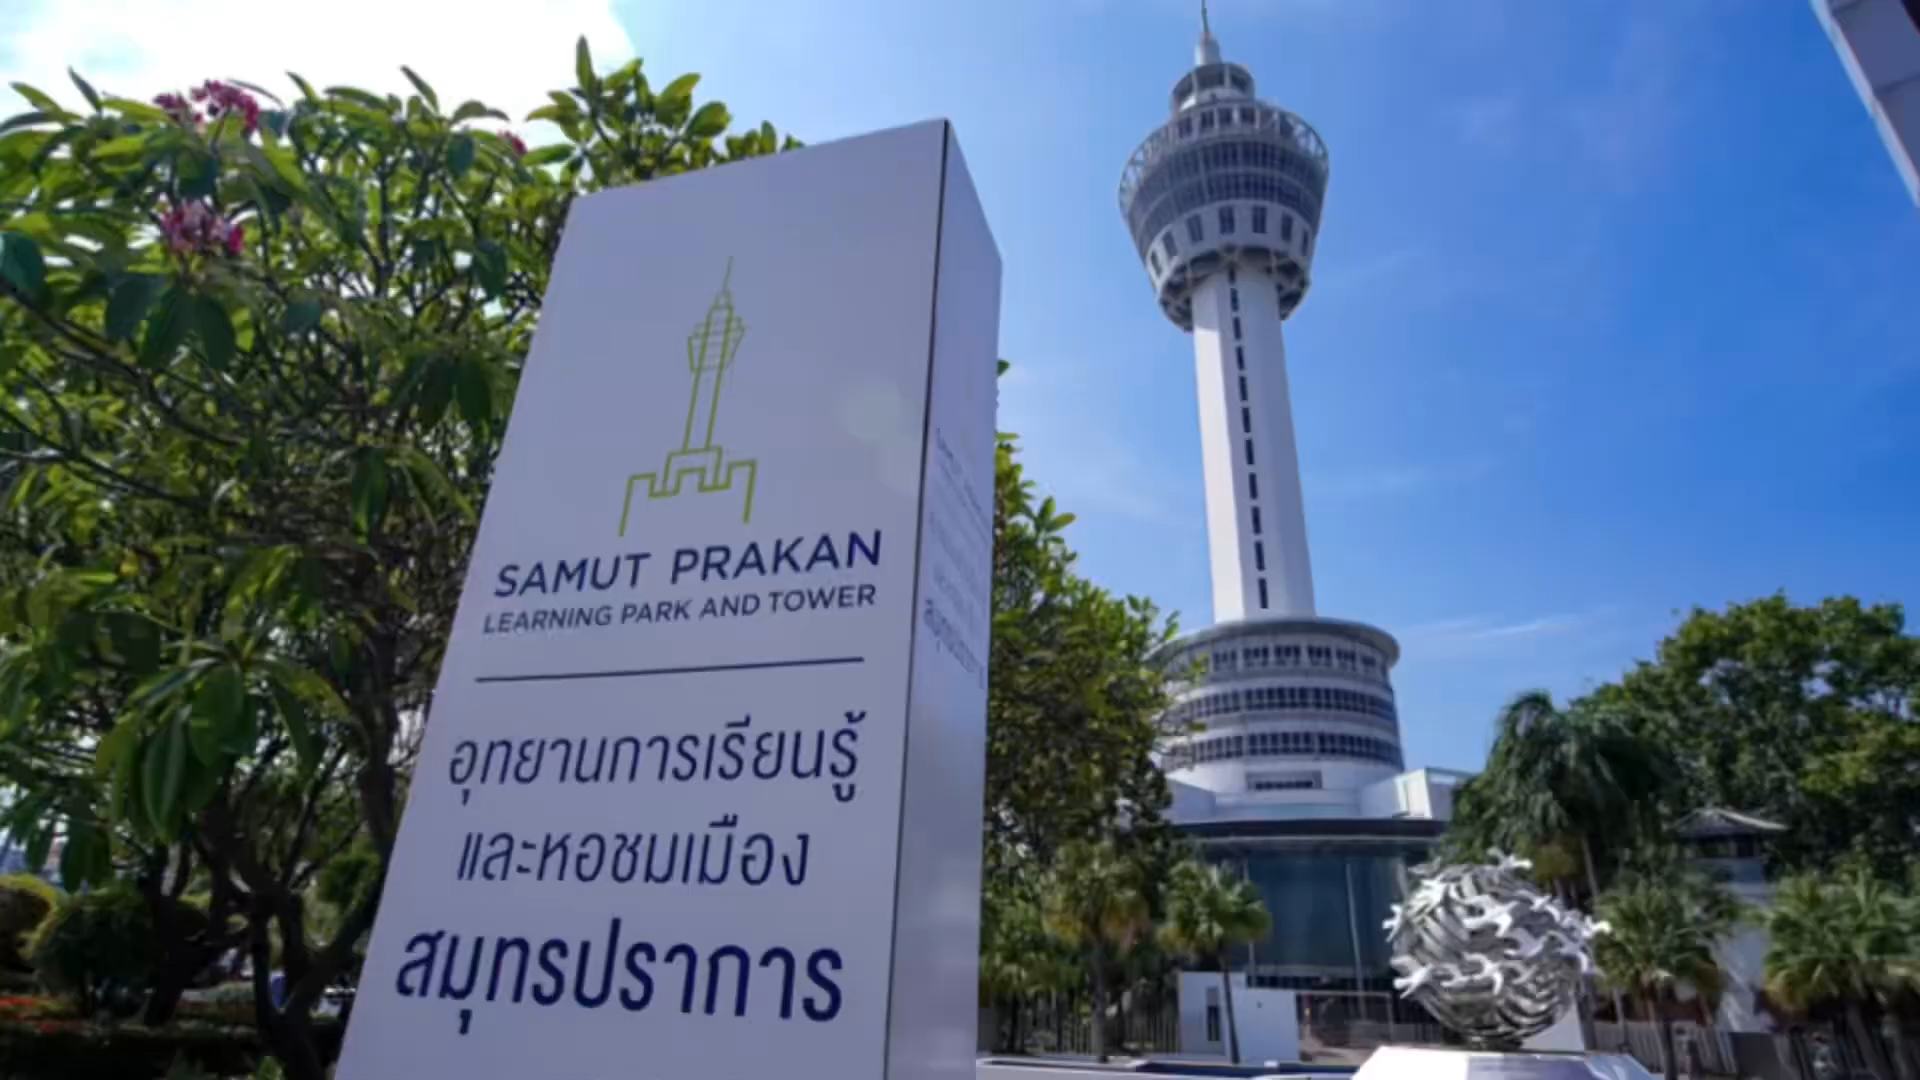 SAMUT PRAKAN
LEARNING PARK AND TOWER
อุทยานการเรียนรู้
และหอชมเมือง
สมุทรปราการ